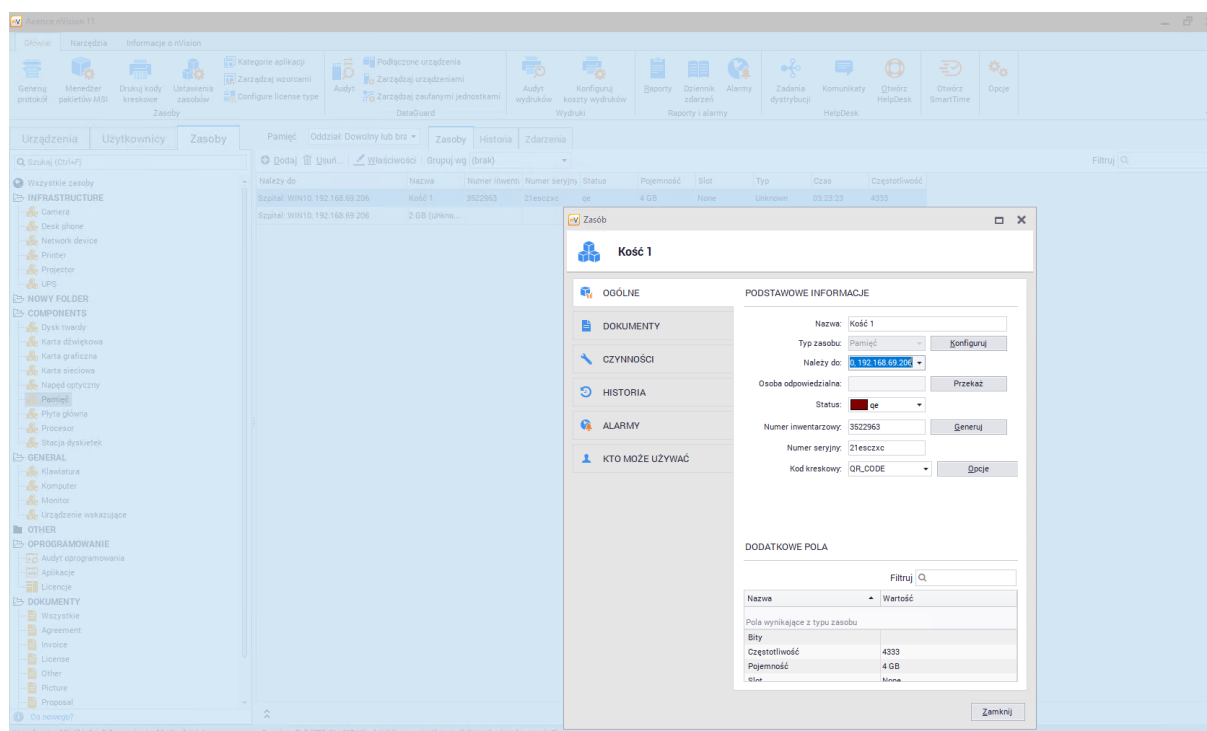 Axence nVision 11
Główne Narzędzia Informacje o nVision
Generuj protokół
Menedżer pakietów MSI
Drukuj kody kreskowe
Ustawienia zasobów
Kategorie aplikacji
Zarządzaj wzorcami
Configure license type
Zasoby
Audyt
Podłączone urządzenia
Zarządzaj urządzeniami
Zarządzaj zaufanymi jednostkami
DataGuard
Audyt wydruków
Konfiguruj koszty wydruków
Wydruki
Raporty
Dziennik zdarzeń
Alarmy
Raporty i alarmy
Zadania dystrybucji
Komunikaty
Otwórz HelpDesk
HelpDesk
Otwórz SmartTime
Opcje
Urządzenia Użytkownicy Zasoby
Pamięć Oddział: Dowolny lub bra Zasoby Historia Zdarzenia
Szukaj (Ctrl+F)
Dodaj Usuń... Właściwości Grupuj wg (brak) Filtruj
Należy do Nazwa Numer inwent. Numer seryjny Status Pojemność Slot Typ Czas Częstotliwość
Szpital: WIN10, 192.168.69.206 Kość 1 3522963 21esczxc qe 4 GB None Unknown 03:23:23 4333
Szpital: WIN10, 192.168.69.206 2 GB (Unkno...
Wszystkie zasoby
INFRASTRUCTURE
Camera
Desk phone
Network device
Printer
Projector
UPS
NOWY FOLDER
COMPONENTS
Dysk twardy
Karta dźwiękowa
Karta graficzna
Karta sieciowa
Napęd optyczny
Pamięć
Płyta główna
Procesor
Stacja dyskietek
GENERAL
Klawiatura
Komputer
Monitor
Urządzenie wskazujące
OTHER
OPROGRAMOWANIE
Audyt oprogramowania
Aplikacje
Licencje
DOKUMENTY
Wszystkie
Agreement
Invoice
License
Other
Picture
Proposal
Co nowego?
Zasób
Kość 1
OGÓLNE
DOKUMENTY
CZYNNOŚCI
HISTORIA
ALARMY
KTO MOŻE UŻYWAĆ
PODSTAWOWE INFORMACJE
Nazwa: Kość 1
Typ zasobu: Pamięć Konfiguruj
Należy do: 0, 192.168.69.206
Osoba odpowiedzialna: Przekaż
Status: qe
Numer inwentarzowy: 3522963 Generuj
Numer seryjny: 21esczxc
Kod kreskowy: QR_CODE Opcje
DODATKOWE POLA
Filtruj
Nazwa Wartość
Pola wynikające z typu zasobu
Bity
Częstotliwość 4333
Pojemność 4 GB
Slot None
Zamknij